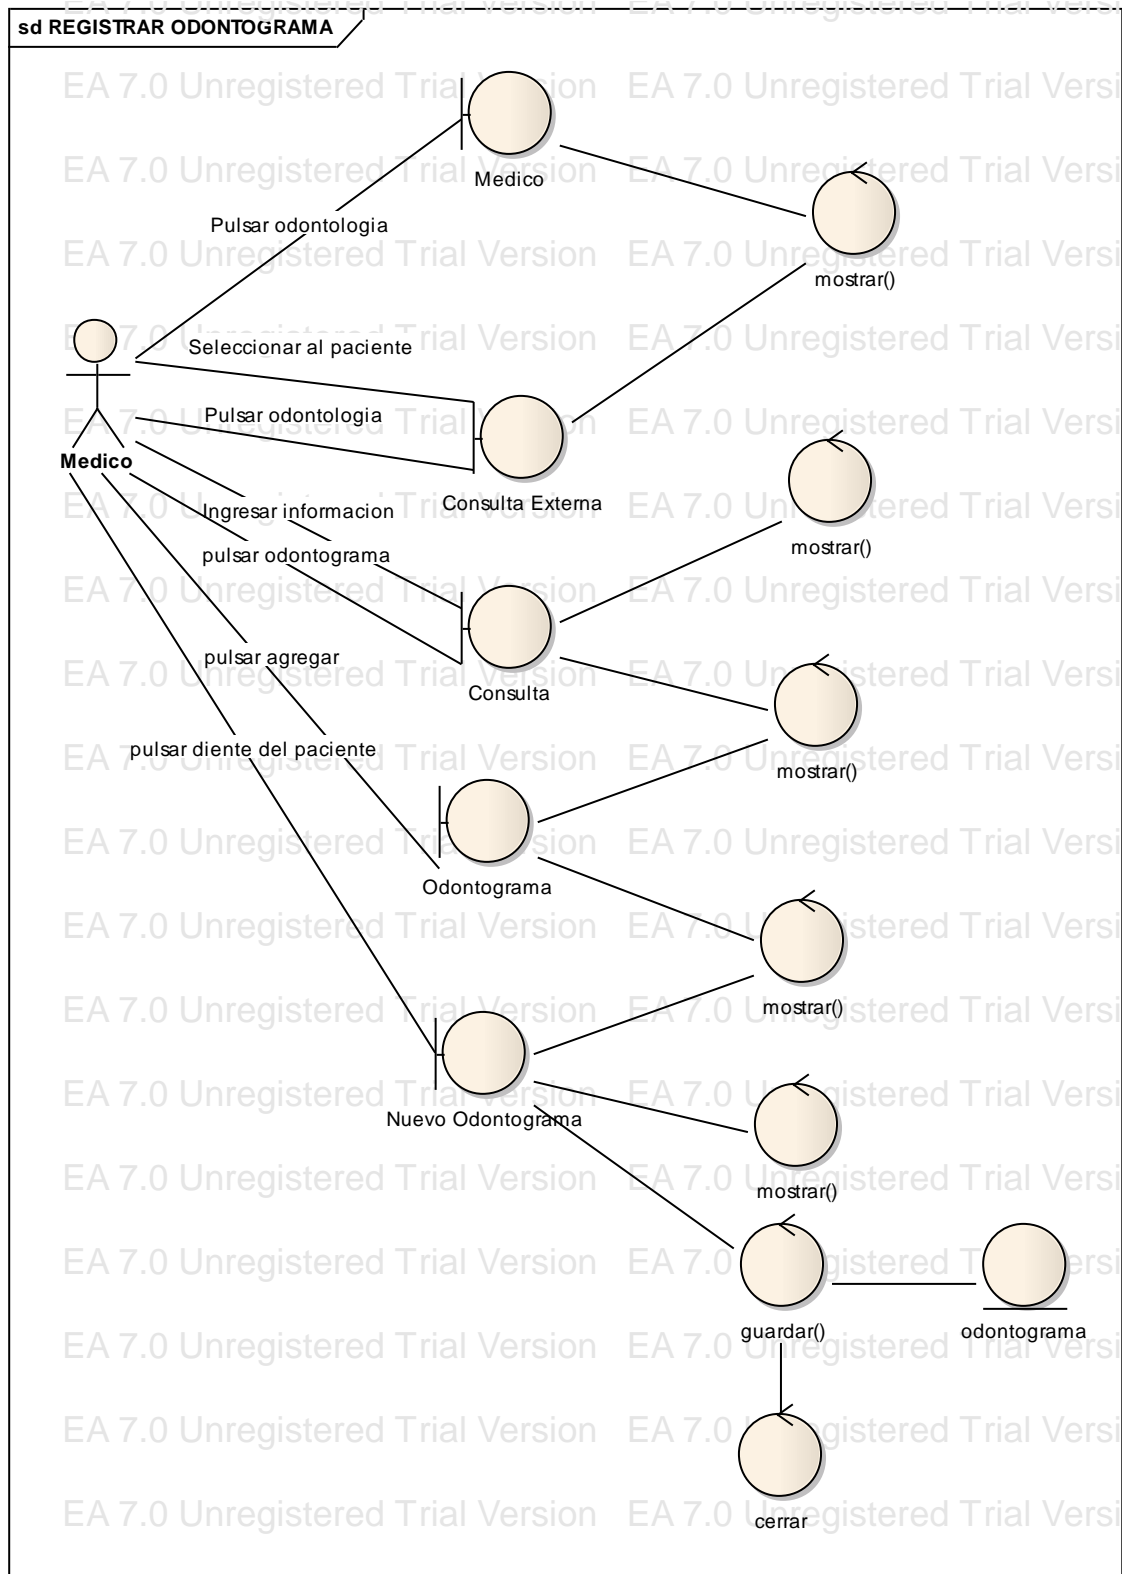 sd REGISTRAR ODONTOGRAMA
EA 7.0 Unregistered Trial Version
Medico
Pulsar odontologia
mostrar()
Seleccionar al paciente
Pulsar odontologia
Medico
Consulta Externa
Ingresar informacion
mostrar()
pulsar odontograma
pulsar agregar
Consulta
pulsar diente del paciente
mostrar()
Odontograma
mostrar()
Nuevo Odontograma
mostrar()
guardar()
odontograma
cerrar